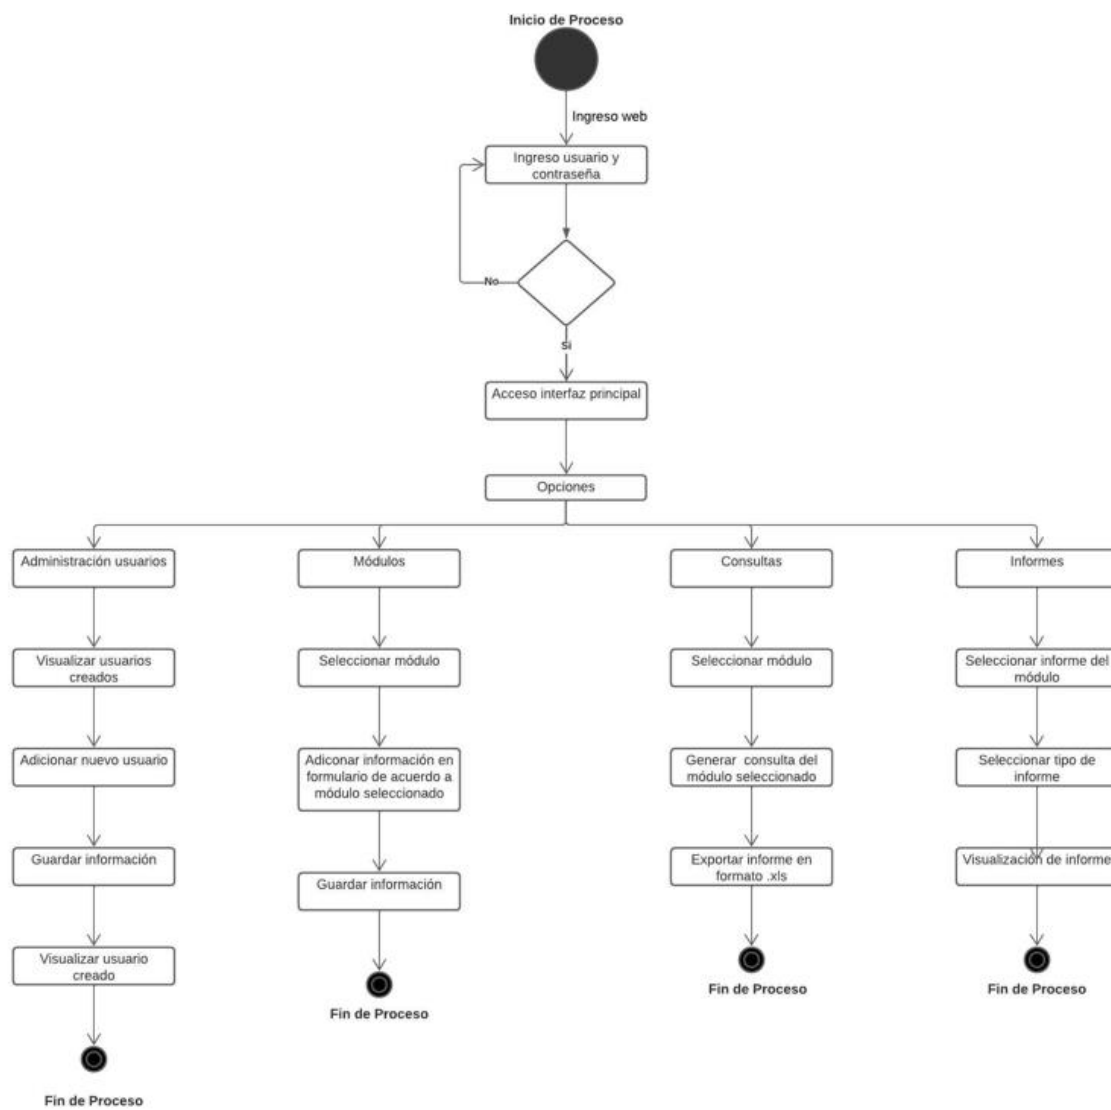 Inicio de Proceso
Ingreso web
Ingreso usuario y
contraseña
No
Si
Acceso interfaz principal
Opciones
Administración usuarios
Módulos
Consultas
Informes
Visualizar usuarios
creados
Seleccionar módulo
Seleccionar módulo
Seleccionar informe del
módulo
Adicionar nuevo usuario
Adiconar información en
formulario de acuerdo a
módulo seleccionado
Generar consulta del
módulo seleccionado
Seleccionar tipo de
informe
Guardar información
Guardar información
Exportar informe en
formato .xls
Visualización de informe
Visualizar usuario
creado
Fin de Proceso
Fin de Proceso
Fin de Proceso
Fin de Proceso